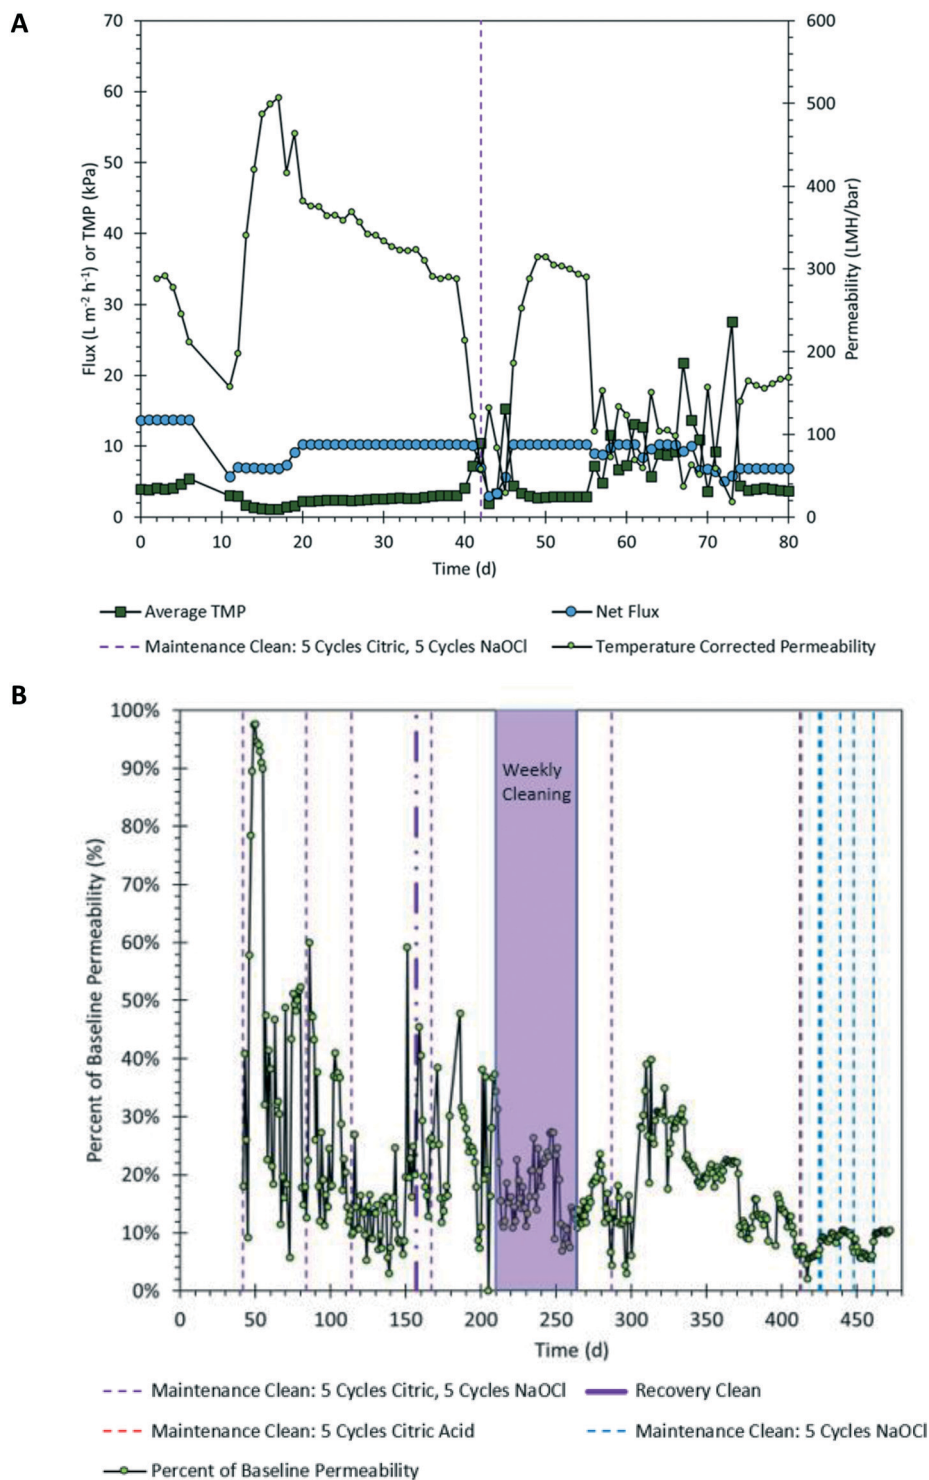 A
70
60
50
40
30
20
10
0
Flux (L m⁻² h⁻¹) or TMP (kPa)
600
500
400
300
200
100
0
Permeability (LMH/bar)
0 10 20 30 40 50 60 70 80
Time (d)
Average TMP
Net Flux
Maintenance Clean: 5 Cycles Citric, 5 Cycles NaOCl
Temperature Corrected Permeability
B
100%
90%
80%
70%
60%
50%
40%
30%
20%
10%
0%
Percent of Baseline Permeability (%)
Weekly
Cleaning
0 50 100 150 200 250 300 350 400 450
Time (d)
Maintenance Clean: 5 Cycles Citric, 5 Cycles NaOCl
Recovery Clean
Maintenance Clean: 5 Cycles Citric Acid
Maintenance Clean: 5 Cycles NaOCl
Percent of Baseline Permeability